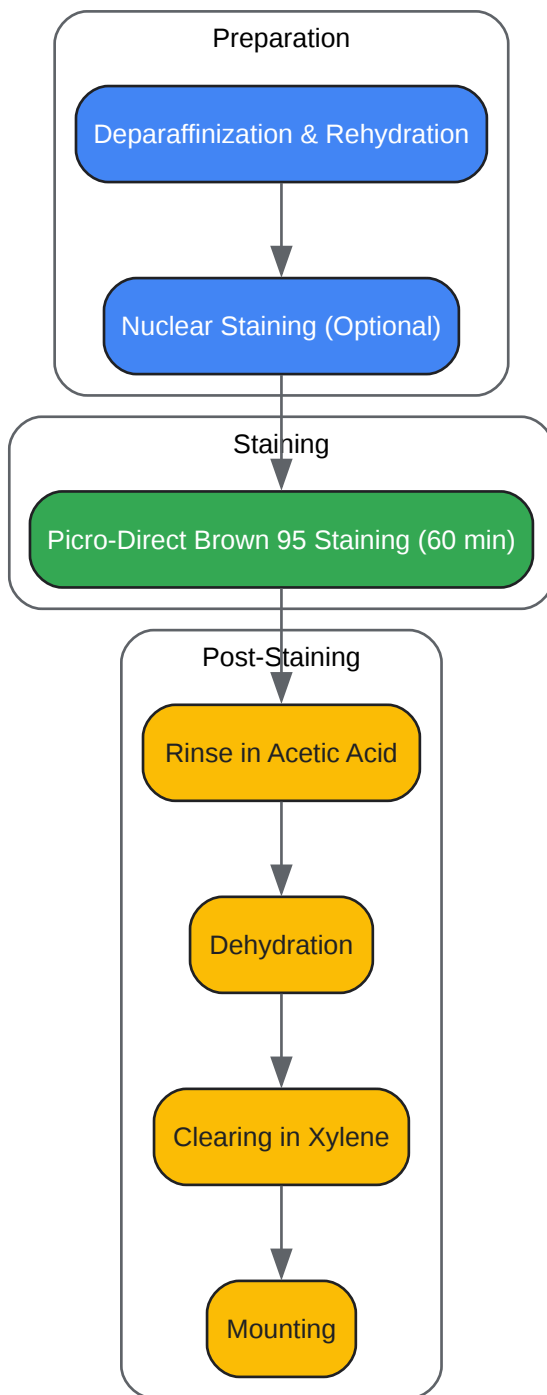 Preparation
Deparaffinization & Rehydration
Nuclear Staining (Optional)
Staining
Picro-Direct Brown 95 Staining (60 min)
Post-Staining
Rinse in Acetic Acid
Dehydration
Clearing in Xylene
Mounting